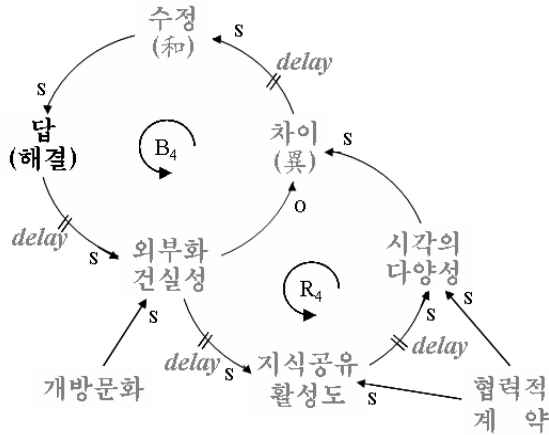 수정
(和)
s
delay
s
답
(해결)
B4
차이
(異)
s
o
delay
s
외부화
건실성
s
시각의
다양성
R4
s
s
delay
s
지식공유
활성도
delay
s
개방문화
협력적
계 약